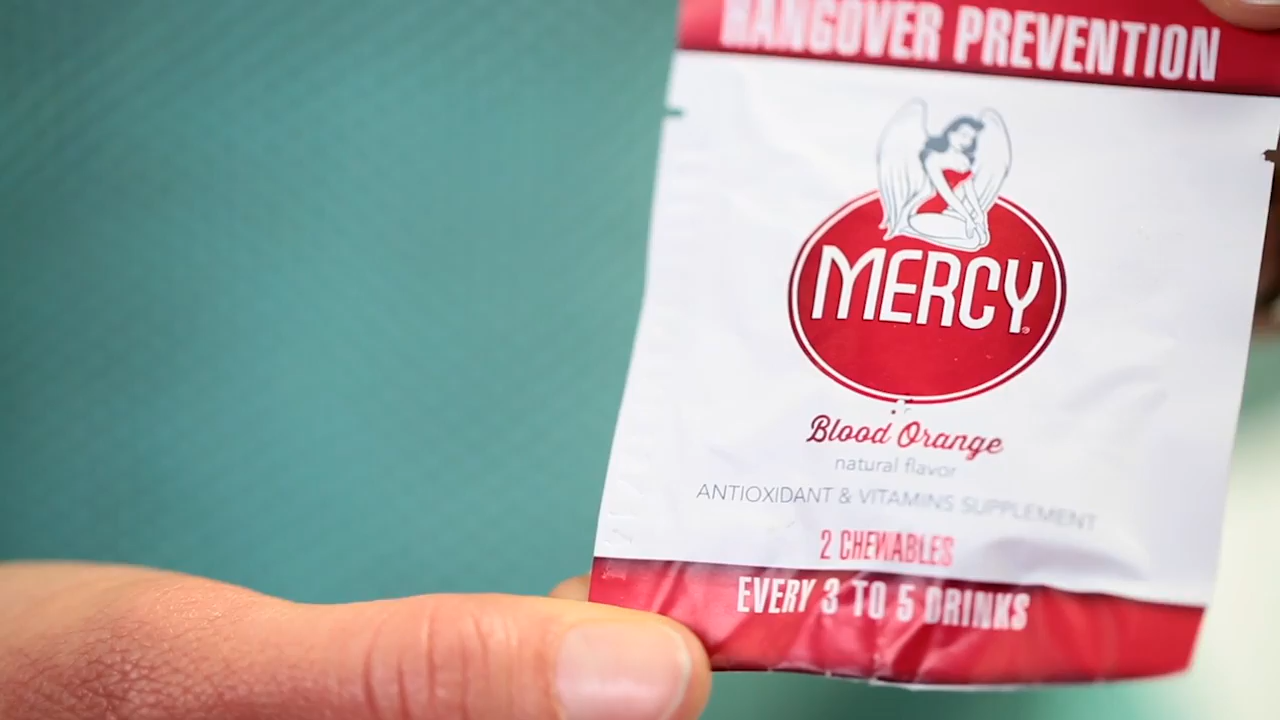 HANGOVER PREVENTION
MERCY®
Blood Orange
natural flavor
ANTIOXIDANT & VITAMINS SUPPLEMENT
2 CHEWABLES
EVERY 3 TO 5 DRINKS